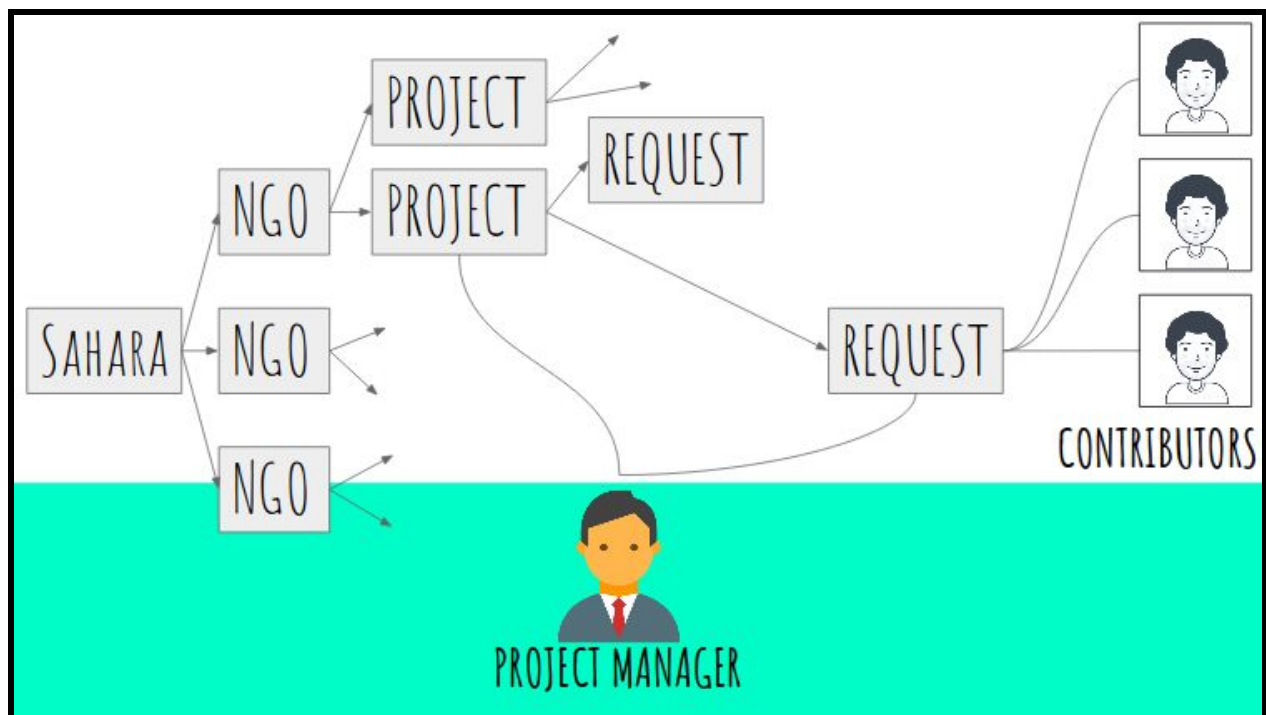 PROJECT
REQUEST
NGO
PROJECT
SAHARA
NGO
REQUEST
CONTRIBUTORS
NGO
PROJECT MANAGER